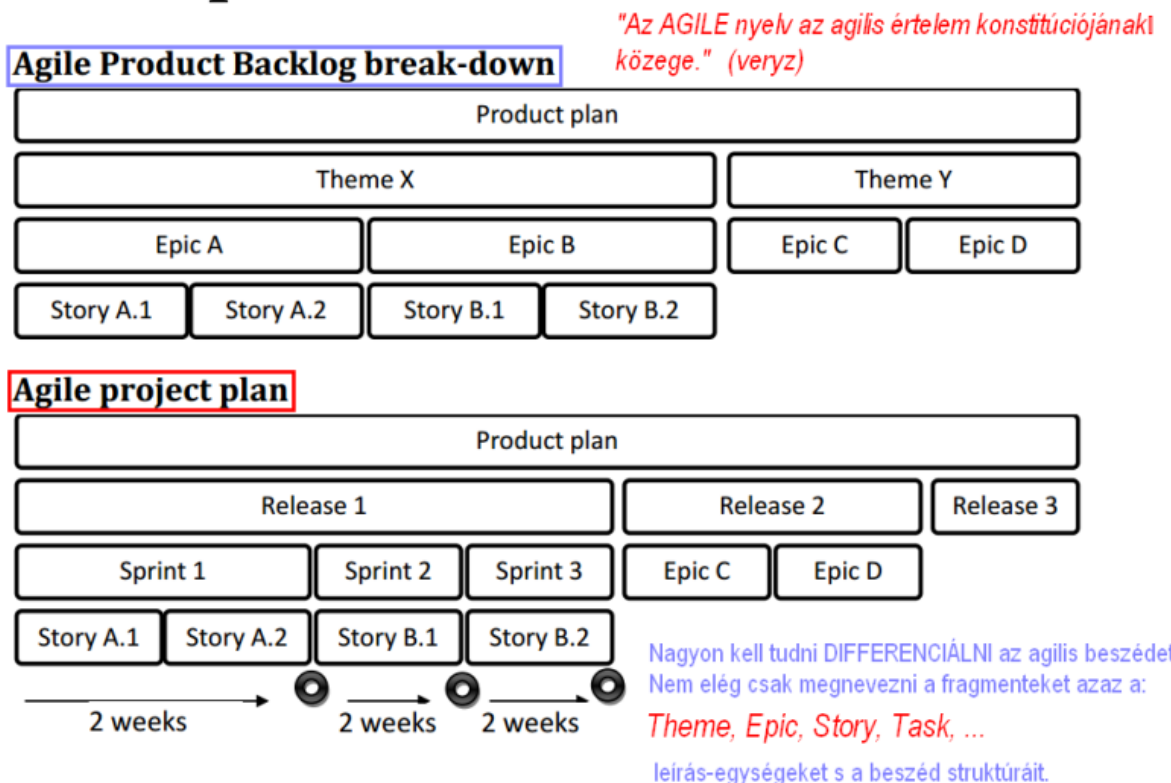 "Az AGILE nyelv az agilis értelem konstitúciójának
közege." (veryz)
Agile Product Backlog break-down
Product plan
Theme X Theme Y
Epic A Epic B Epic C Epic D
Story A.1 Story A.2 Story B.1 Story B.2
Agile project plan
Product plan
Release 1 Release 2 Release 3
Sprint 1 Sprint 2 Sprint 3 Epic C Epic D
Story A.1 Story A.2 Story B.1 Story B.2
2 weeks 2 weeks 2 weeks
Nagyon kell tudni DIFFERENCIÁLNI az agilis beszédet
Nem elég csak megnevezni a fragmenteket azaz a:
Theme, Epic, Story, Task, ...
leírás-egységeket s a beszéd struktúráit.